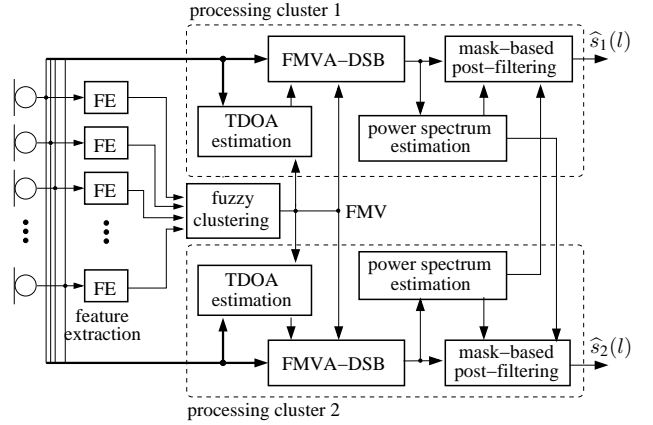 processing cluster 1
FMVA–DSB
mask–based
post–filtering
ŝ₁(l)
FE
TDOA
estimation
power spectrum
estimation
FE
FE
fuzzy
clustering
FMV
FE
feature
extraction
TDOA
estimation
power spectrum
estimation
FMVA–DSB
mask–based
post–filtering
ŝ₂(l)
processing cluster 2